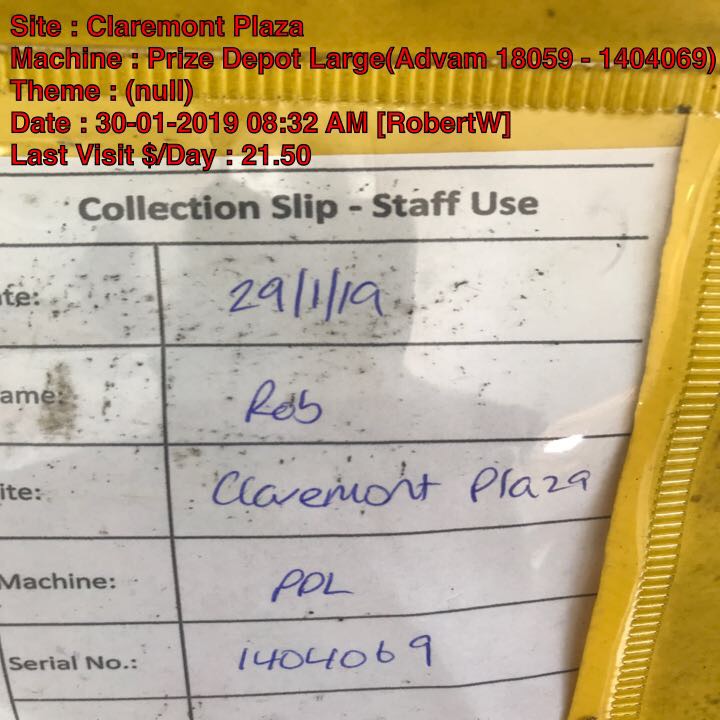 Site : Claremont Plaza
Machine : Prize Depot Large(Advam 18059 - 1404069)
Theme : (null)
Date : 30-01-2019 08:32 AM [RobertW]
Last Visit $/Day : 21.50
Collection Slip - Staff Use
te: 29/1/19
ame: Rob
ite: Claremont Plaza
Machine: PDL
Serial No.: 1404069